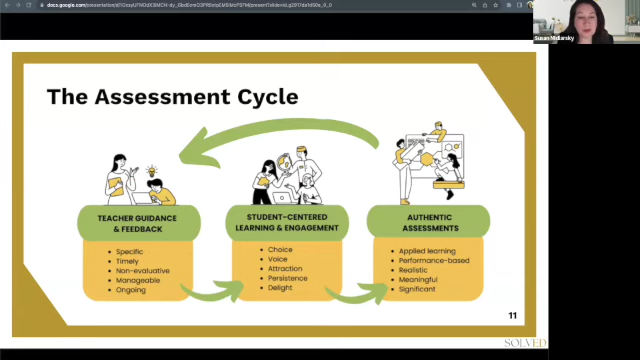 Susan Midlarsky
The Assessment Cycle
TEACHER GUIDANCE
& FEEDBACK
• Specific
• Timely
• Non-evaluative
• Manageable
• Ongoing
STUDENT-CENTERED
LEARNING & ENGAGEMENT
• Choice
• Voice
• Attraction
• Persistence
• Delight
AUTHENTIC
ASSESSMENTS
• Applied learning
• Performance-based
• Realistic
• Meaningful
• Significant
11
SOLVED